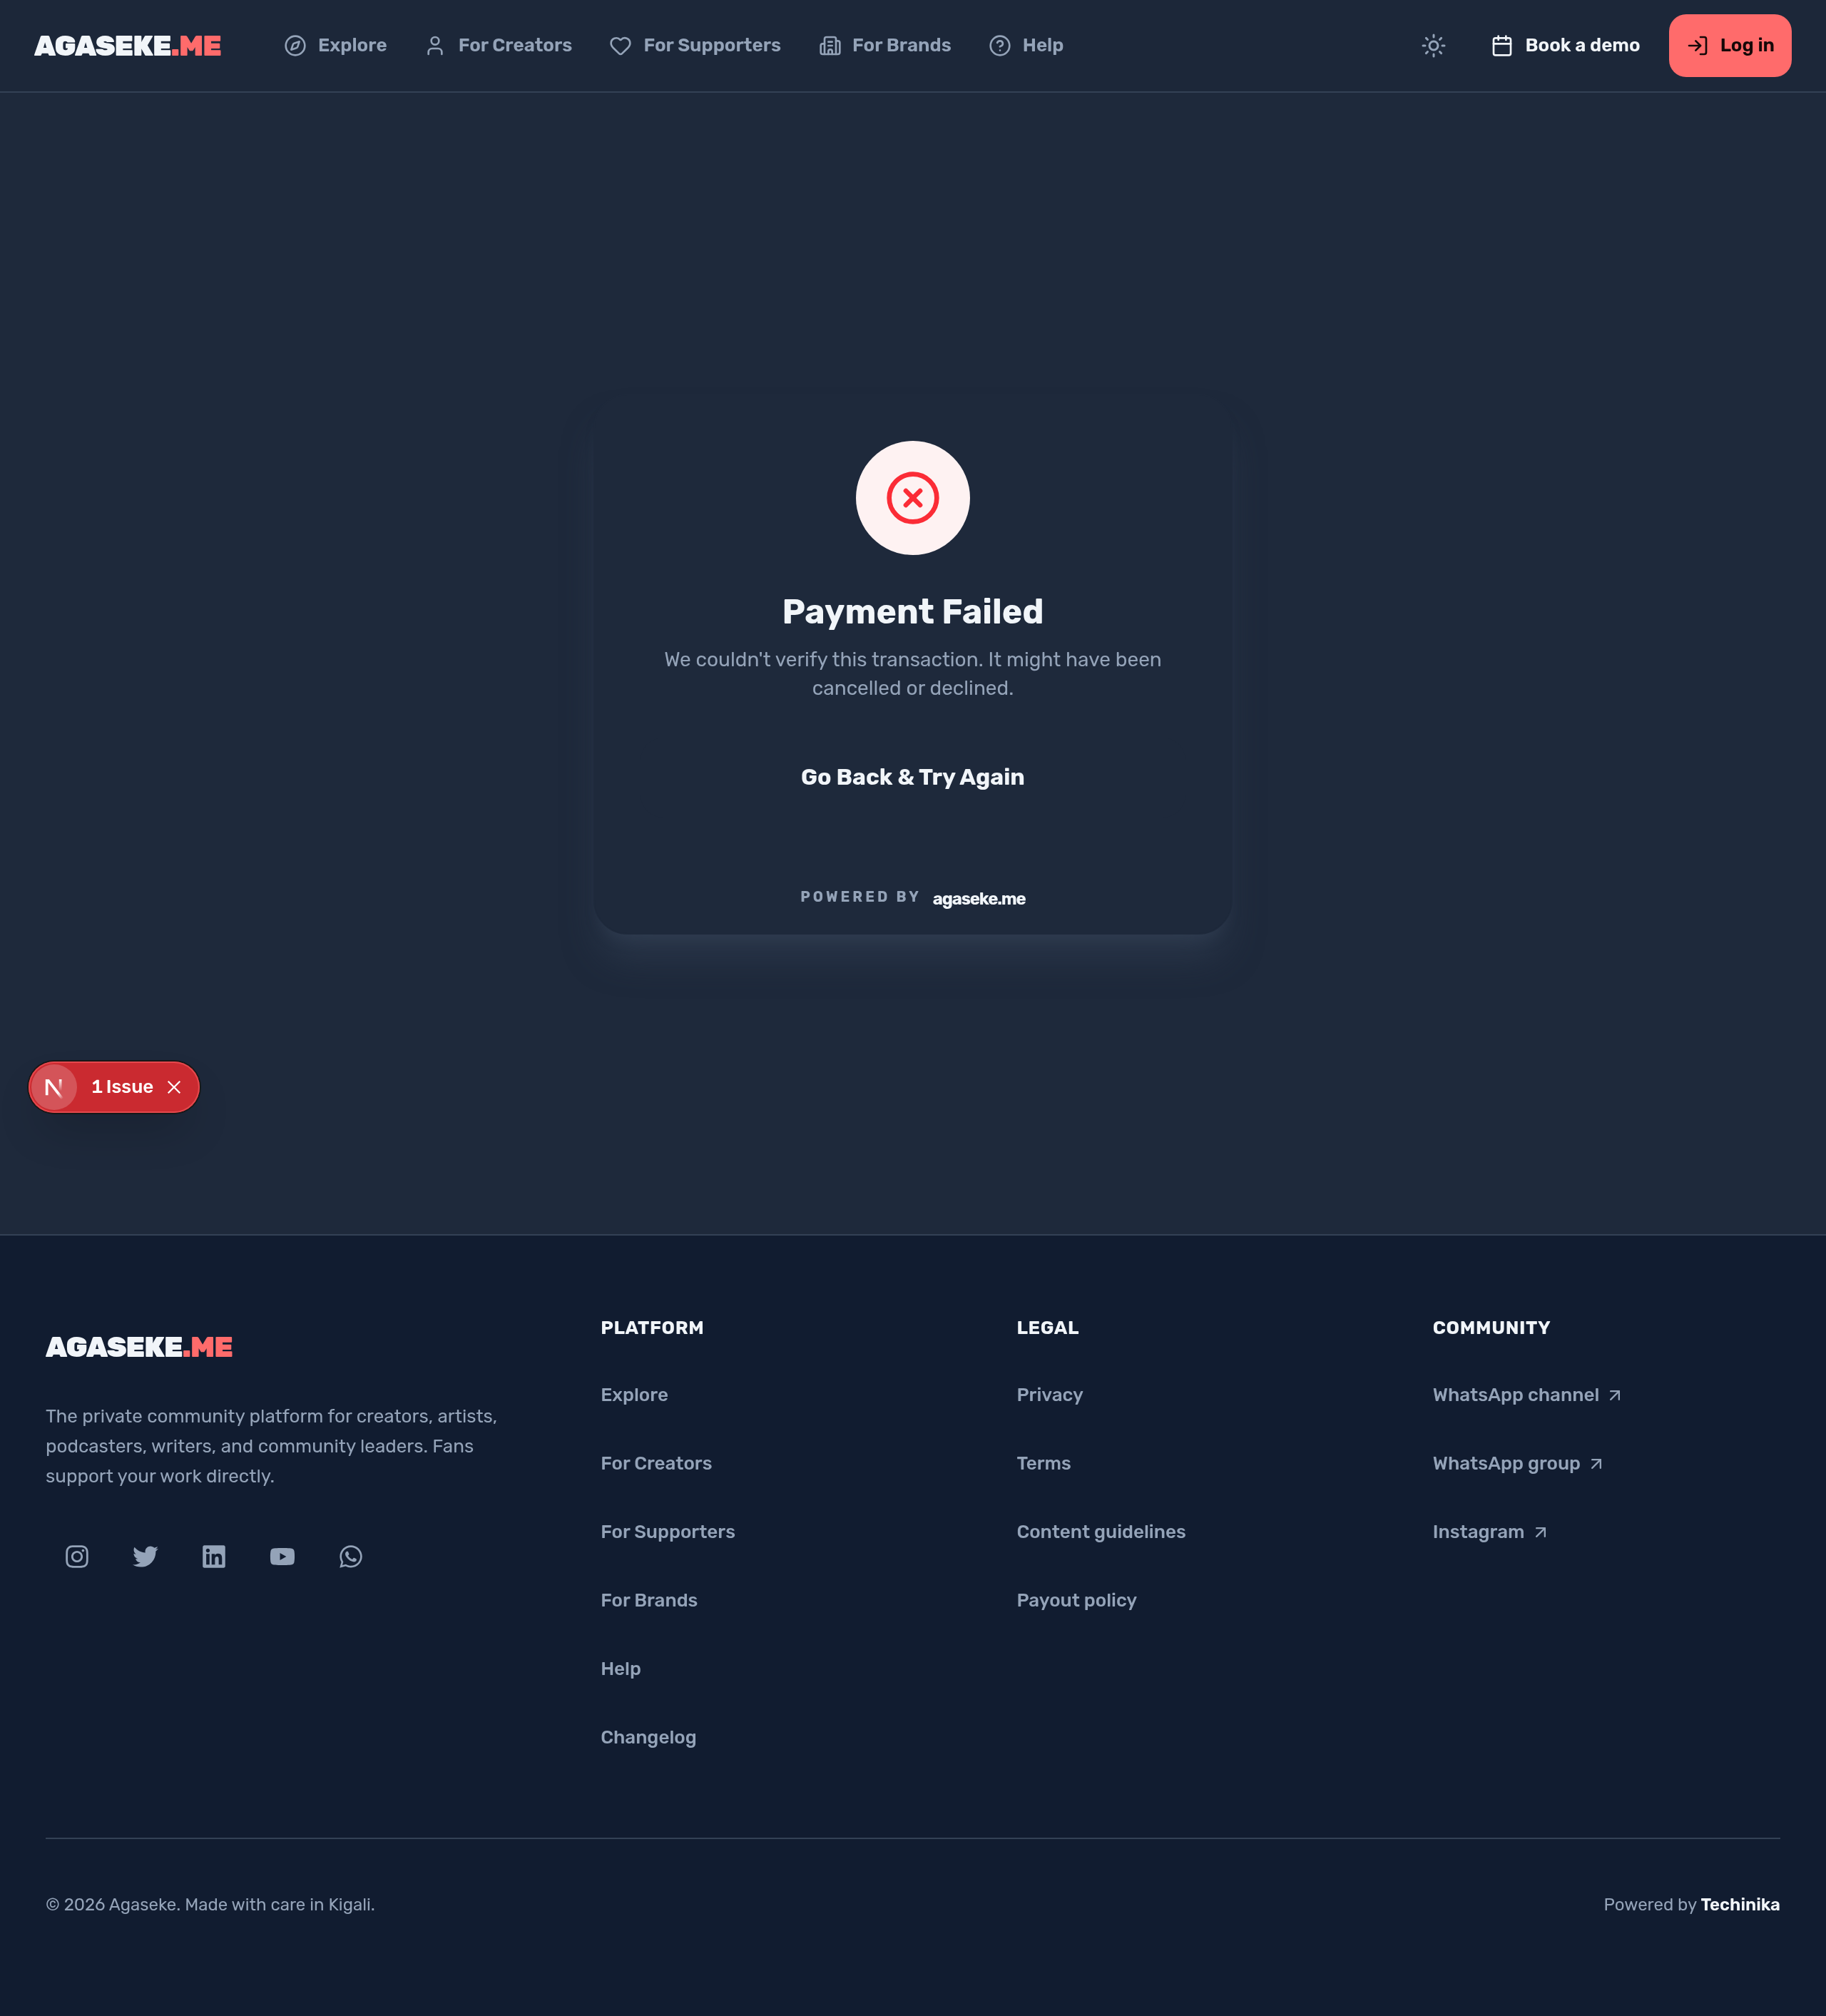 AGASEKE.ME
Explore
For Creators
For Supporters
For Brands
Help
Book a demo
Log in
Payment Failed
We couldn't verify this transaction. It might have been
cancelled or declined.
Go Back & Try Again
POWERED BY agaseke.me
N 1 Issue
AGASEKE.ME
The private community platform for creators, artists,
podcasters, writers, and community leaders. Fans
support your work directly.
PLATFORM
Explore
For Creators
For Supporters
For Brands
Help
Changelog
LEGAL
Privacy
Terms
Content guidelines
Payout policy
COMMUNITY
WhatsApp channel
WhatsApp group
Instagram
© 2026 Agaseke. Made with care in Kigali.
Powered by Techinika